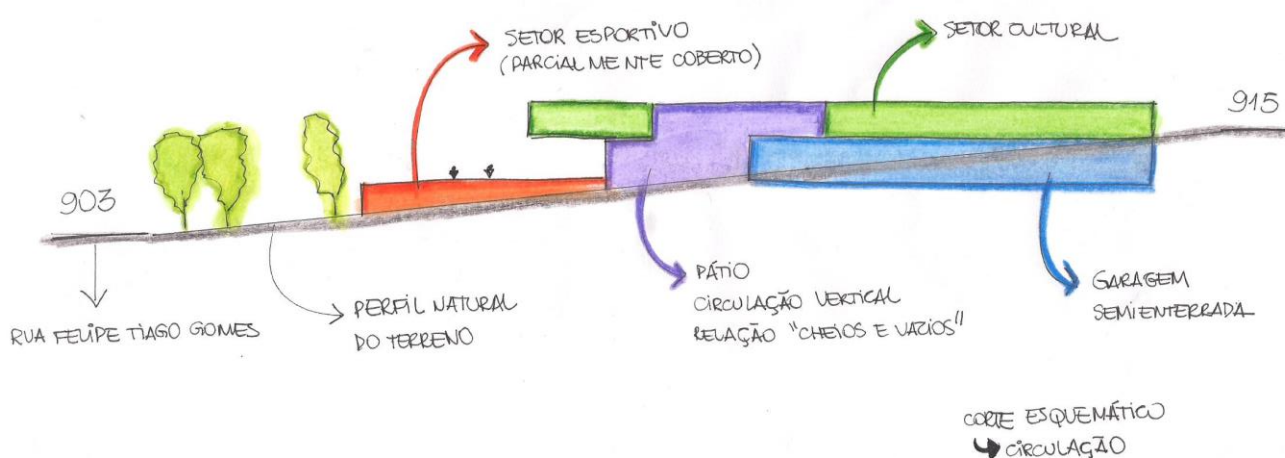 SETOR ESPORTIVO
(PARCIALMENTE COBERTO)
SETOR CULTURAL
915
903
RUA FELIPE TIAGO GOMES
PERFIL NATURAL
DO TERRENO
PÁTIO
CIRCULAÇÃO VERTICAL
RELAÇÃO "CHEIOS E VAZIOS"
GARAGEM
SEMIENTERRADA
CORTE ESQUEMÁTICO
CIRCULAÇÃO